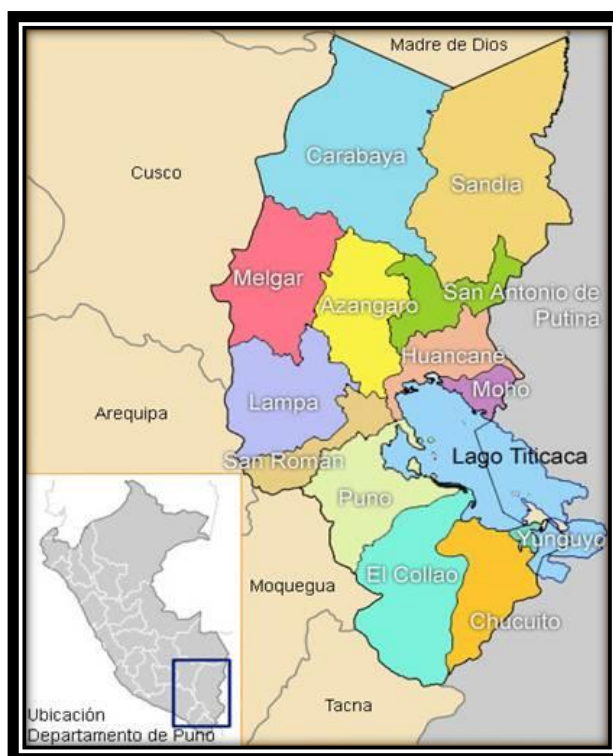 Madre de Dios
Cusco
Carabaya
Sandia
Melgar
Azangaro
San Antonio de
Putina
Huancané
Moho
Arequipa
Lampa
San Román
Lago Titicaca
Puno
Yunguyo
El Collao
Moquegua
Chucuito
Tacna
Ubicación
Departamento de Puno